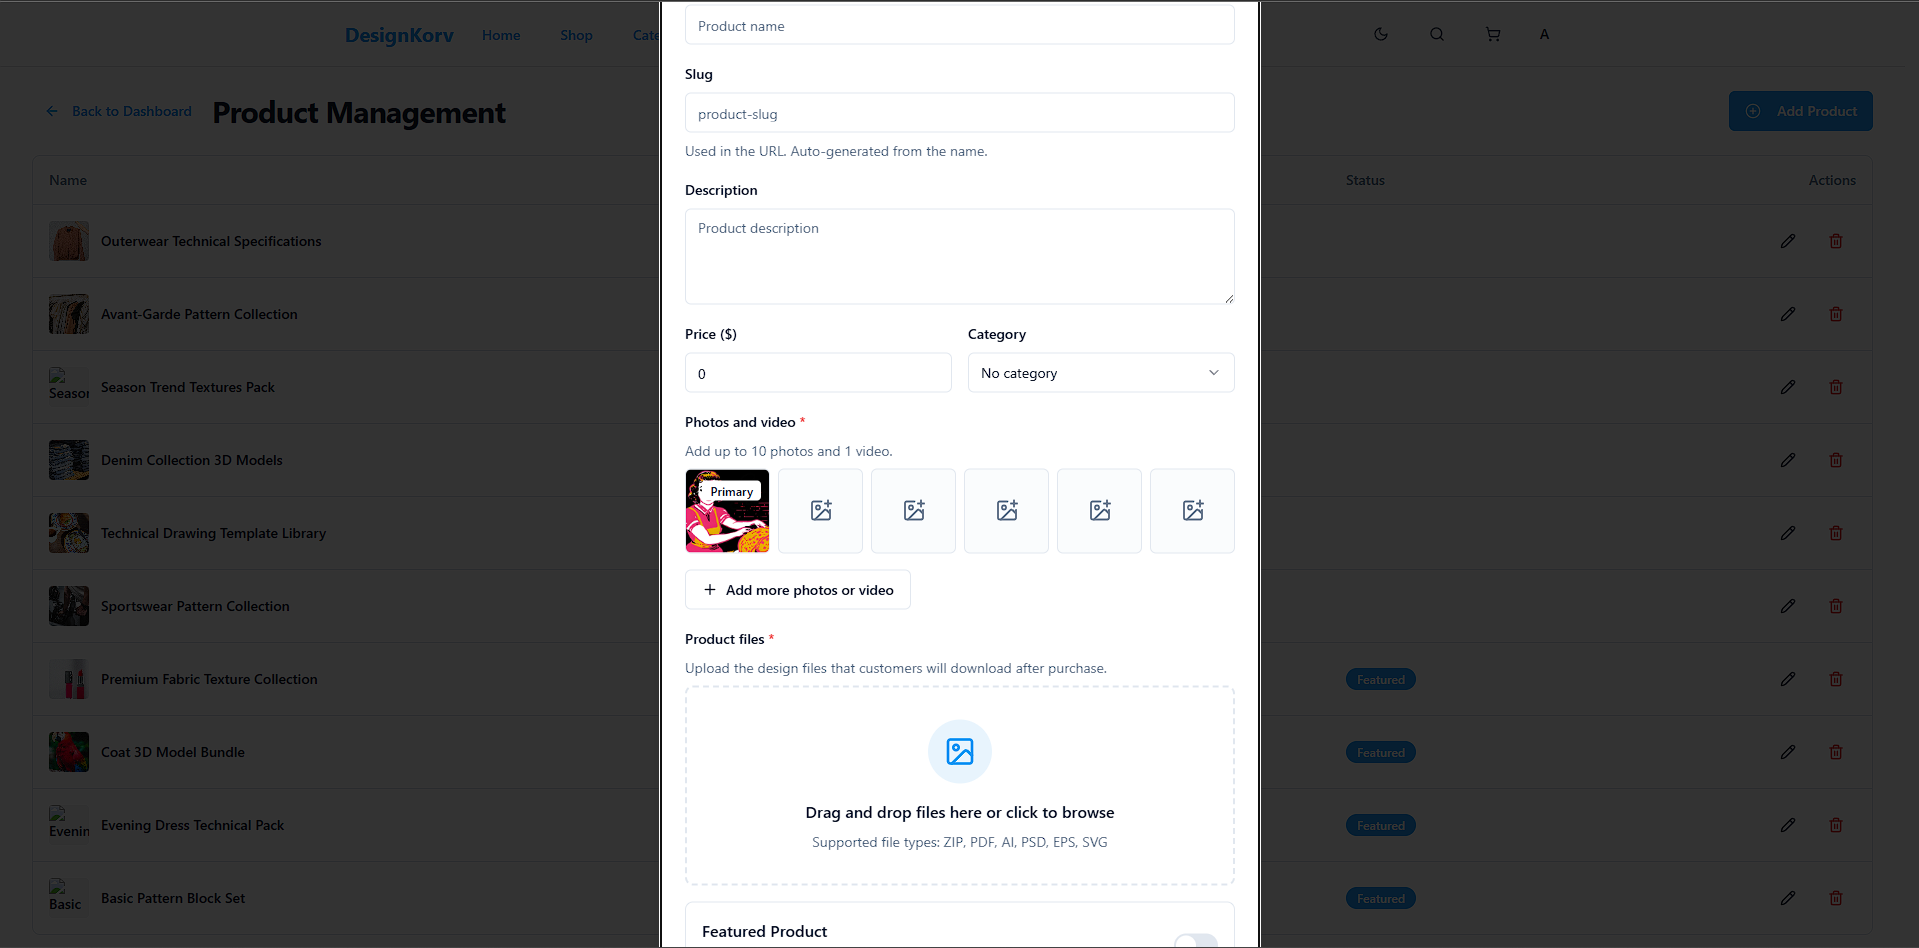 DesignKorv
Home
Shop
Cate
A
Back to Dashboard
Product Management
Add Product
Name
Status
Actions
Outerwear Technical Specifications
Avant-Garde Pattern Collection
Season
Season Trend Textures Pack
Denim Collection 3D Models
Technical Drawing Template Library
Sportswear Pattern Collection
Premium Fabric Texture Collection
Featured
Coat 3D Model Bundle
Featured
Evenin
Evening Dress Technical Pack
Featured
Basic
Basic Pattern Block Set
Featured
Product name
Slug
product-slug
Used in the URL. Auto-generated from the name.
Description
Product description
Price ($)
Category
0
No category
Photos and video *
Add up to 10 photos and 1 video.
Primary
Add more photos or video
Product files *
Upload the design files that customers will download after purchase.
Drag and drop files here or click to browse
Supported file types: ZIP, PDF, AI, PSD, EPS, SVG
Featured Product